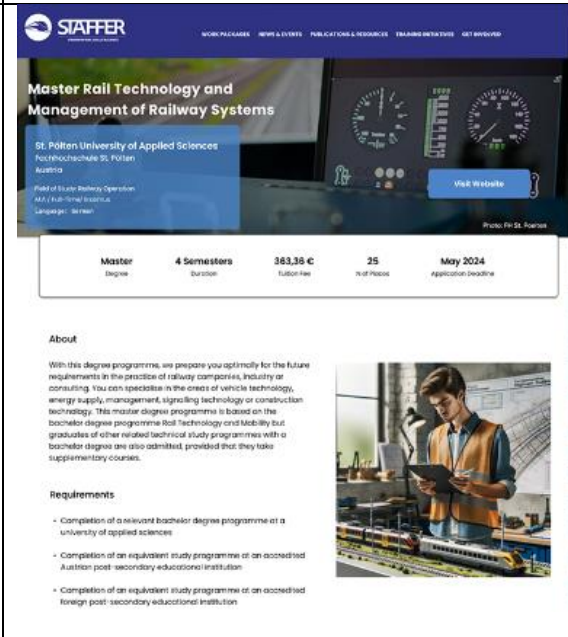 STAFFER
WORK PACKAGES NEWS & EVENTS PUBLICATIONS & RESOURCES TRAINING INITIATIVES GET INVOLVED
Master Rail Technology and
Management of Railway Systems
St. Pölten University of Applied Sciences
Fachhochschule St. Pölten
Austria
Field of Study: Railway Operation
Full-Time/
Language: German
Visit Website
Photo: FH St. Poelten
Master 4 Semesters 363,36 € 25 May 2024
Degree Duration Tuition Fee N of Places Application Deadline
About
With this degree programme, we prepare you optimally for the future
requirements in the practice of railway companies, industry or
consulting. You can specialise in the areas of vehicle technology,
energy supply, management, signalling technology or construction
technology. This master degree programme is based on the
bachelor degree programme Rail Technology and Mobility but
graduates of other related technical study programmes with a
bachelor degree are also admitted, provided that they take
supplementary courses.
Requirements
• Completion of a relevant bachelor degree programme at a
university of applied sciences
• Completion of an equivalent study programme at an accredited
Austrian post-secondary educational institution
• Completion of an equivalent study programme at an accredited
foreign post-secondary educational institution